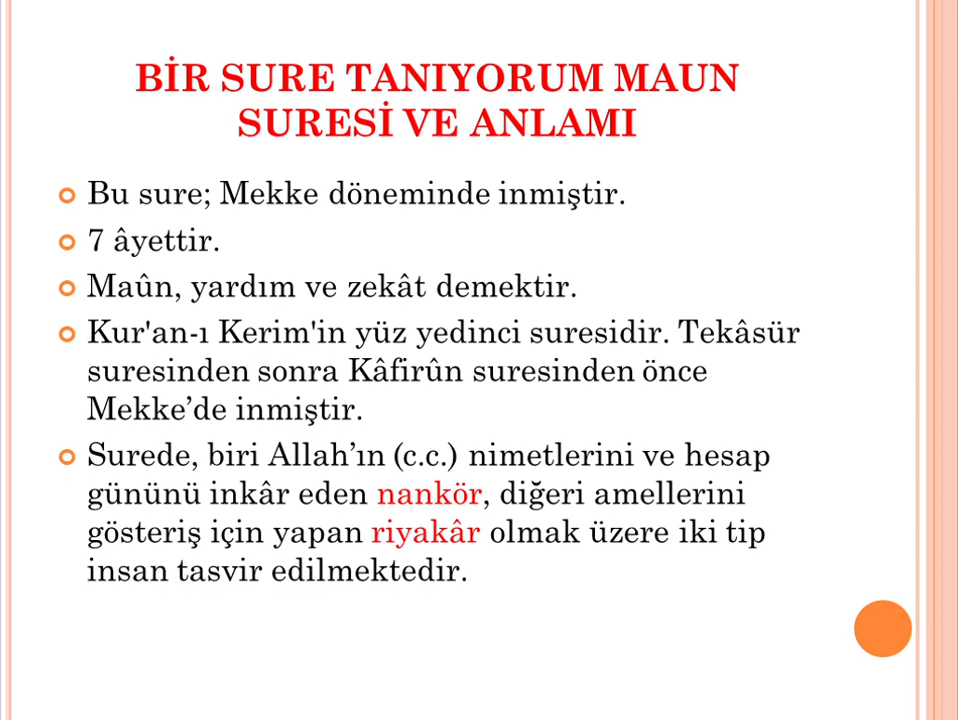 BİR SURE TANIYORUM MAUN
SURESİ VE ANLAMI
Bu sure; Mekke döneminde inmiştir.
7 âyettir.
Maûn, yardım ve zekât demektir.
Kur'an-ı Kerim'in yüz yedinci suresidir. Tekâsür
suresinden sonra Kâfirûn suresinden önce
Mekke’de inmiştir.
Surede, biri Allah’ın (c.c.) nimetlerini ve hesap
gününü inkâr eden nankör, diğeri amellerini
gösteriş için yapan riyakâr olmak üzere iki tip
insan tasvir edilmektedir.